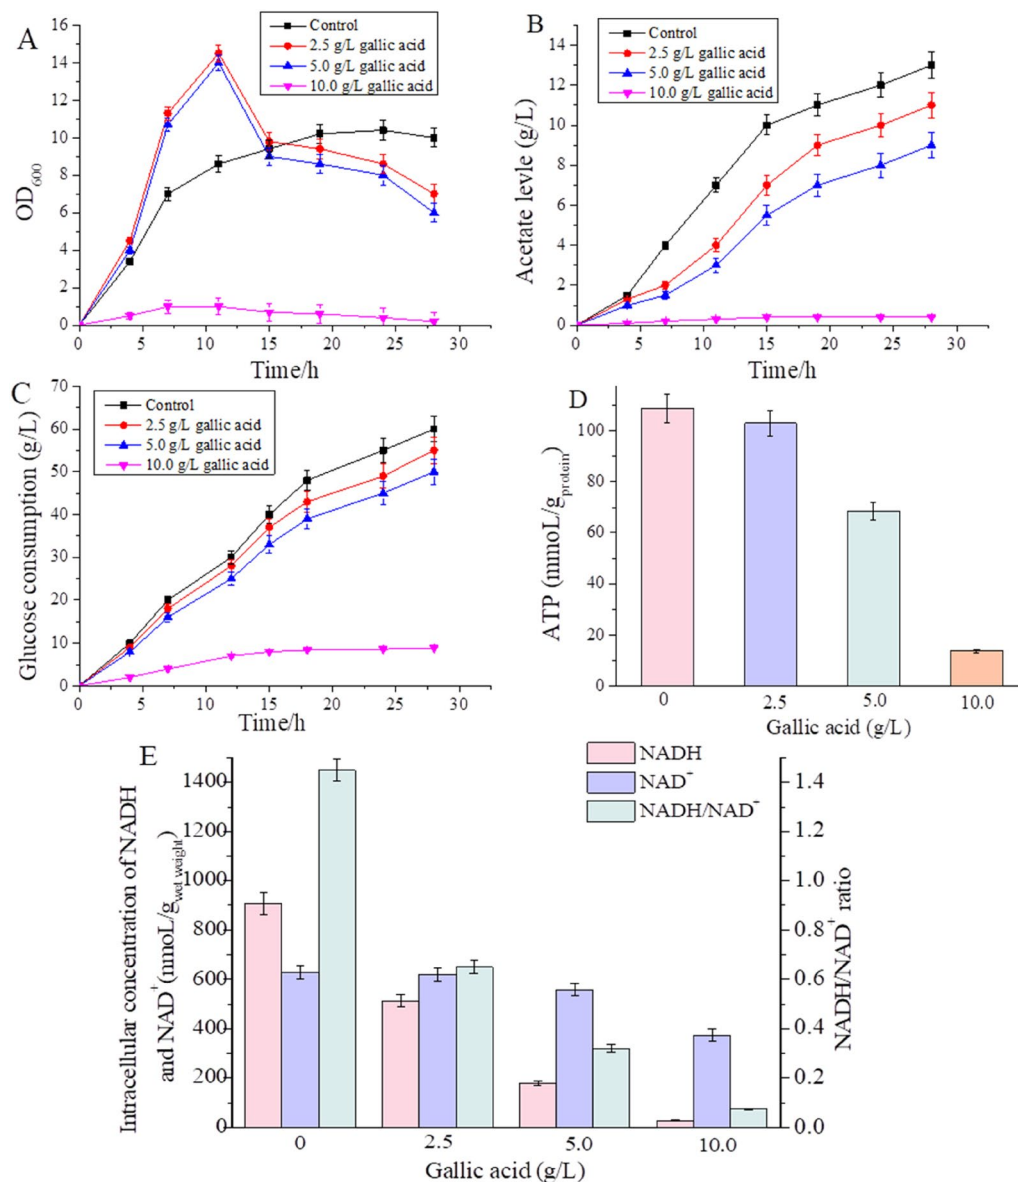 A
16
14
12
10
8
6
4
2
0
OD600
0 5 10 15 20 25 30
Time/h
Control
2.5 g/L gallic acid
5.0 g/L gallic acid
10.0 g/L gallic acid
B
14
12
10
8
6
4
2
0
Acetate levle (g/L)
0 5 10 15 20 25 30
Time/h
Control
2.5 g/L gallic acid
5.0 g/L gallic acid
10.0 g/L gallic acid
C
70
60
50
40
30
20
10
0
Glucose consumption (g/L)
0 5 10 15 20 25 30
Time/h
Control
2.5 g/L gallic acid
5.0 g/L gallic acid
10.0 g/L gallic acid
D
100
80
60
40
20
0
ATP (mmoL/gprotein)
0 2.5 5.0 10.0
Gallic acid (g/L)
E
NADH
NAD+
NADH/NAD+
1400
1200
1000
800
600
400
200
0
Intracellular concentration of NADH
and NAD+(nmoL/gwet weight)
1.4
1.2
1.0
0.8
0.6
0.4
0.2
0.0
NADH/NAD+ ratio
0 2.5 5.0 10.0
Gallic acid (g/L)